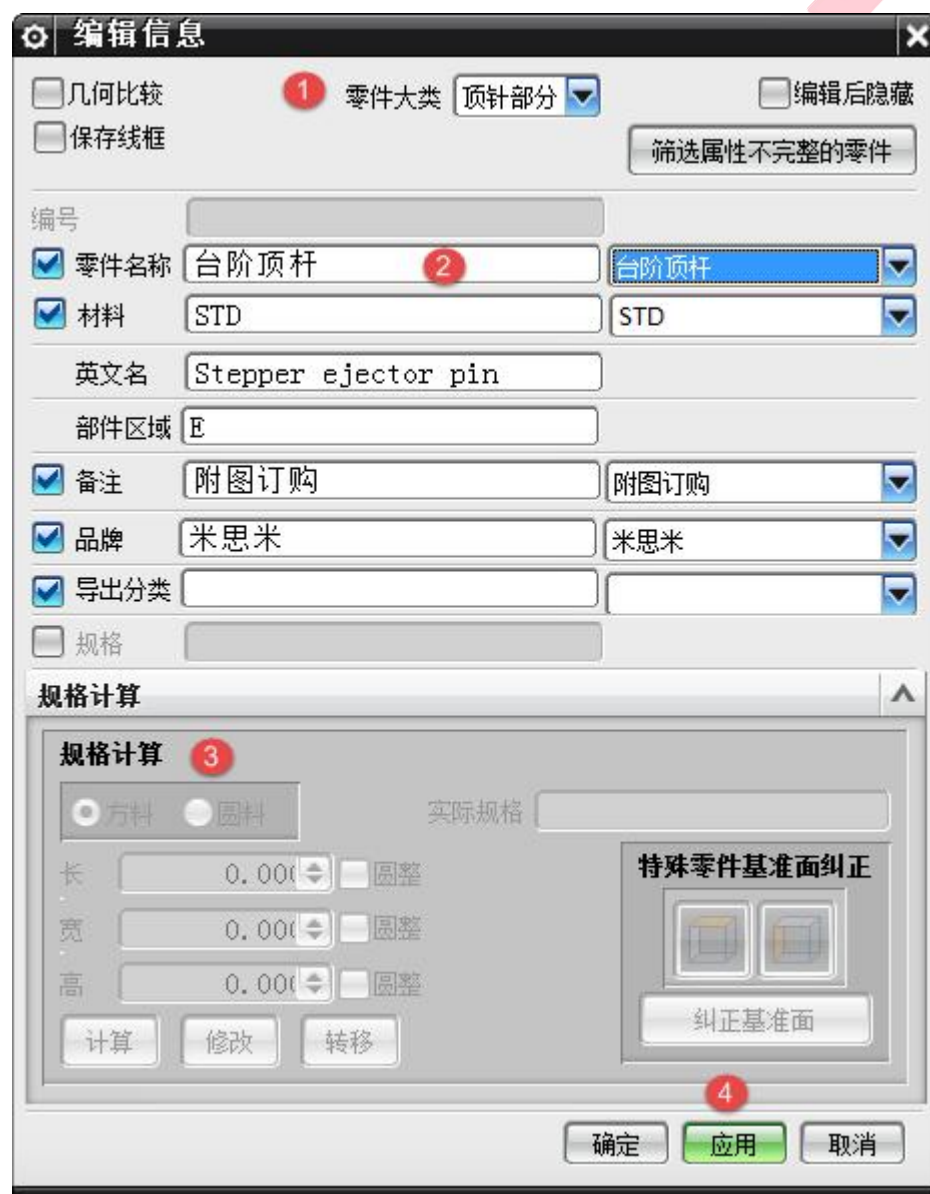 编辑信息
几何比较 1 零件大类 顶针部分 编辑后隐藏
保存线框 筛选属性不完整的零件
编号
零件名称 台阶顶杆 2 台阶顶杆
材料 STD STD
英文名 Stepper ejector pin
部件区域 E
备注 附图订购 附图订购
品牌 米思米 米思米
导出分类
规格
规格计算
规格计算 3
方料 圆料 实际规格
长 0.000 圆整 特殊零件基准面纠正
宽 0.000 圆整
高 0.000 圆整
计算 修改 转移 纠正基准面
4
确定 应用 取消